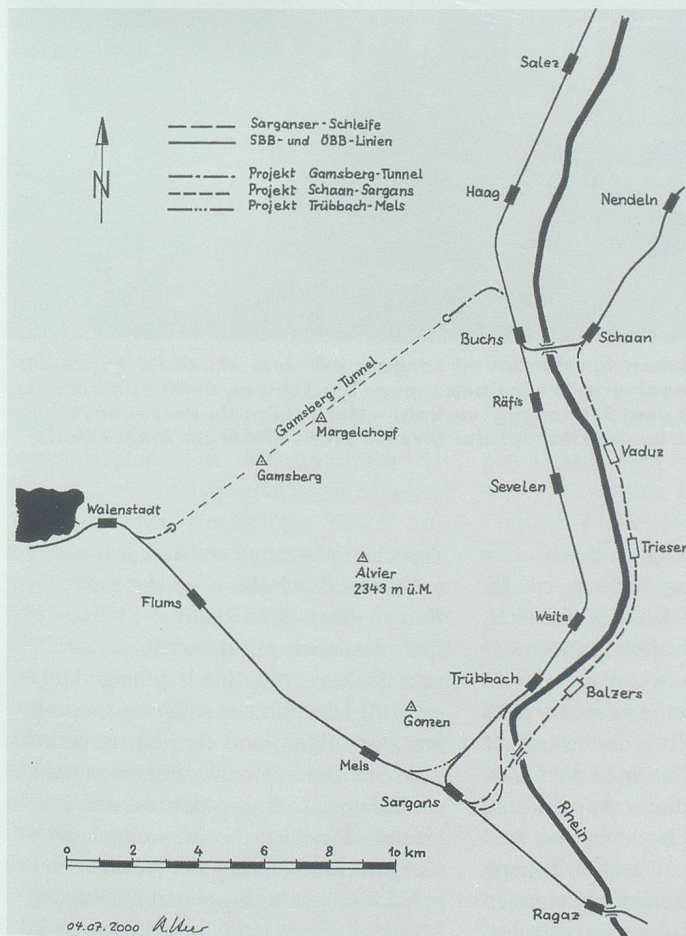 Salez
Sarganser-Schleife
SBB- und ÖBB-Linien
N
Projekt Gamsberg-Tunnel
Projekt Schaan-Sargans
Projekt Trübbach-Mels
Haag
Nendeln
Buchs
Schaan
Gamsberg-Tunnel
Räfis
Margelchopf
Vaduz
Gamsberg
Sevelen
Walenstadt
Triesen
Alvier
2343 m ü.M.
Flums
Weite
Trübbach
Balzers
Gonzen
Mels
Sargans
Rhein
0 2 4 6 8 10 km
Ragaz
04.07.2000